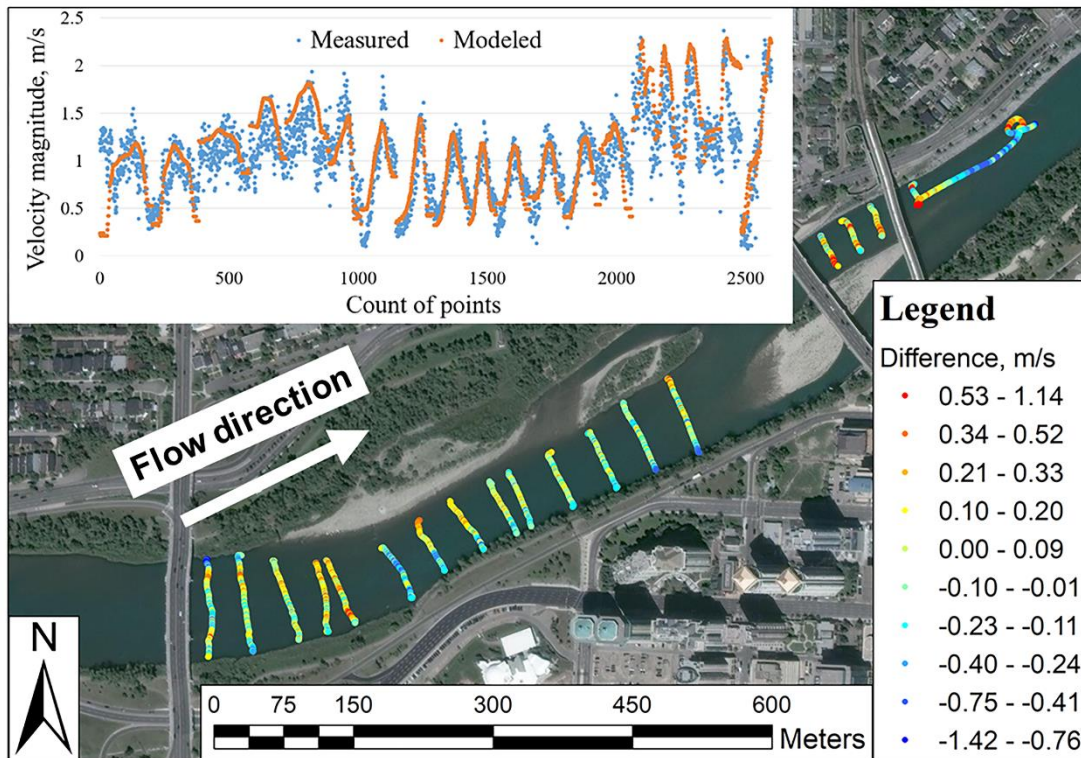 Measured Modeled
Velocity magnitude, m/s
2.5
2
1.5
1
0.5
0
0 500 1000 1500 2000 2500
Count of points
Flow direction
N
0 75 150 300 450 600
Meters
Legend
Difference, m/s
0.53 - 1.14
0.34 - 0.52
0.21 - 0.33
0.10 - 0.20
0.00 - 0.09
-0.10 - -0.01
-0.23 - -0.11
-0.40 - -0.24
-0.75 - -0.41
-1.42 - -0.76